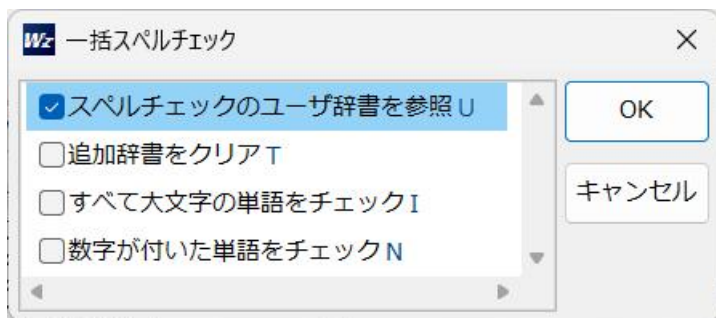 Wz 一括スペルチェック
スペルチェックのユーザ辞書を参照 U
追加辞書をクリア T
すべて大文字の単語をチェック I
数字が付いた単語をチェック N
OK
キャンセル